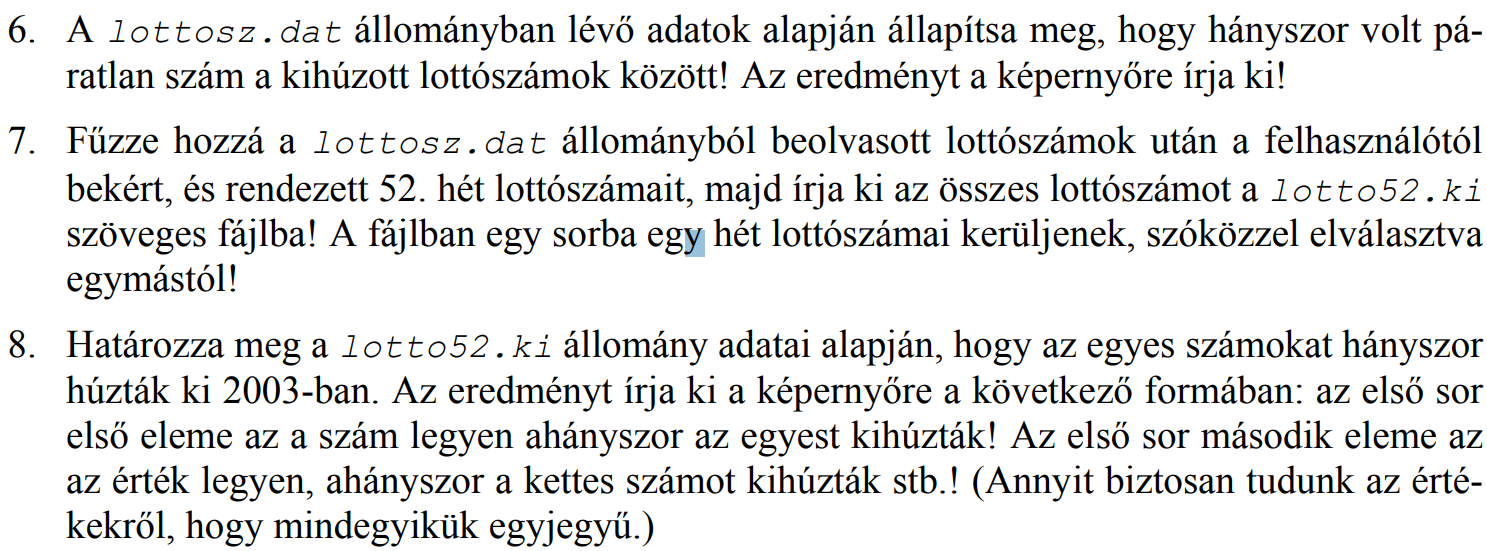 6. A lottosz.dat állományban lévő adatok alapján állapítsa meg, hogy hányszor volt pá-
ratlan szám a kihúzott lottószámok között! Az eredményt a képernyőre írja ki!
7. Fűzze hozzá a lottosz.dat állományból beolvasott lottószámok után a felhasználótól
bekért, és rendezett 52. hét lottószámait, majd írja ki az összes lottószámot a lotto52.ki
szöveges fájlba! A fájlban egy sorba egy hét lottószámai kerüljenek, szóközzel elválasztva
egymástól!
8. Határozza meg a lotto52.ki állomány adatai alapján, hogy az egyes számokat hányszor
húzták ki 2003-ban. Az eredményt írja ki a képernyőre a következő formában: az első sor
első eleme az a szám legyen ahányszor az egyest kihúzták! Az első sor második eleme az
az érték legyen, ahányszor a kettes számot kihúzták stb.! (Annyit biztosan tudunk az érté-
kekről, hogy mindegyikük egyjegyű.)